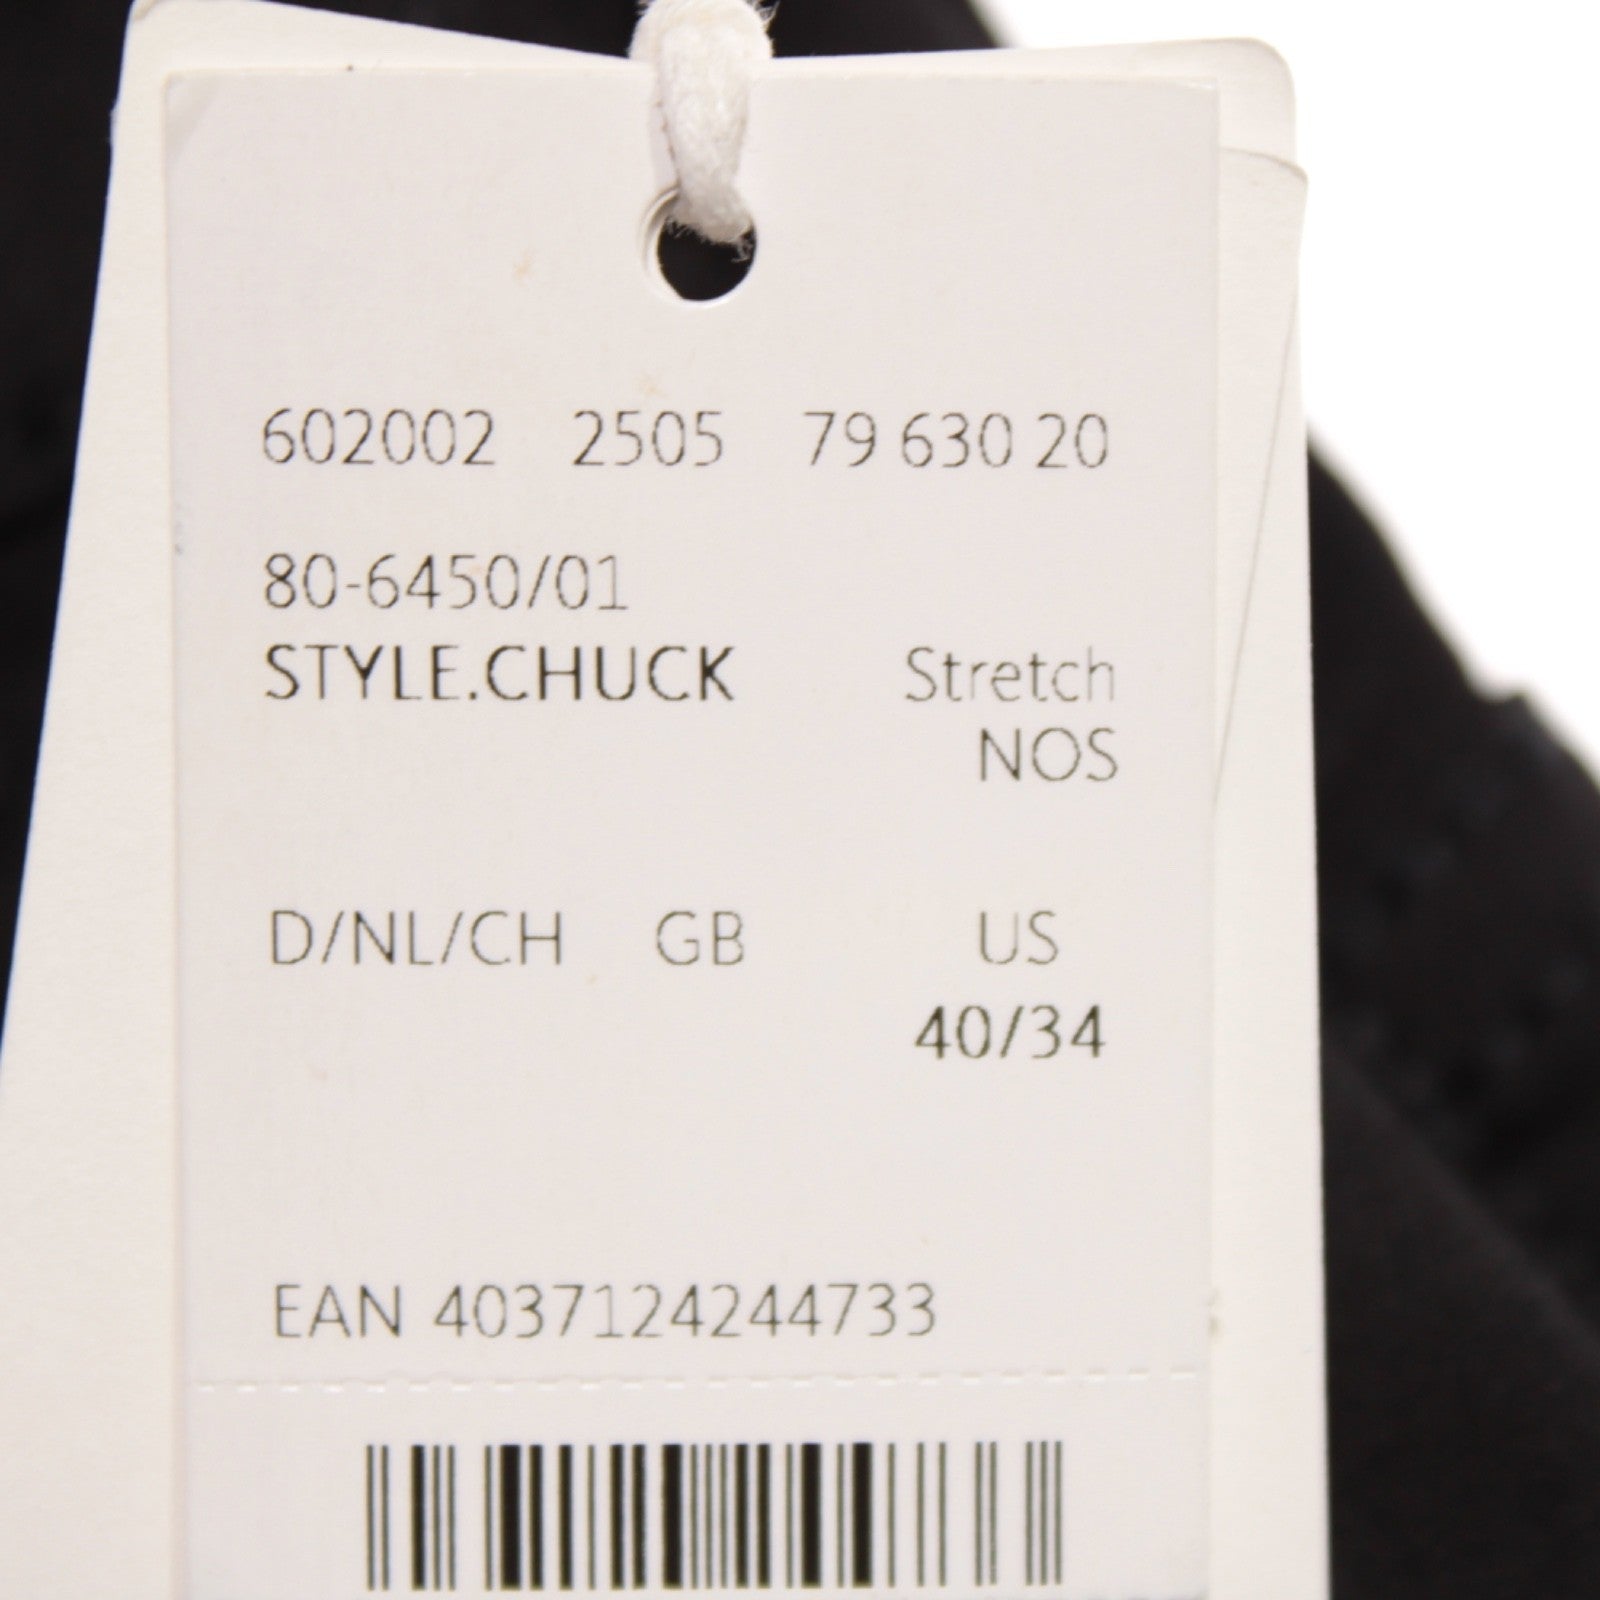 602002 2505 79 630 20
80-6450/01
STYLE.CHUCK Stretch
NOS
D/NL/CH GB US
40/34
EAN 4037124244733